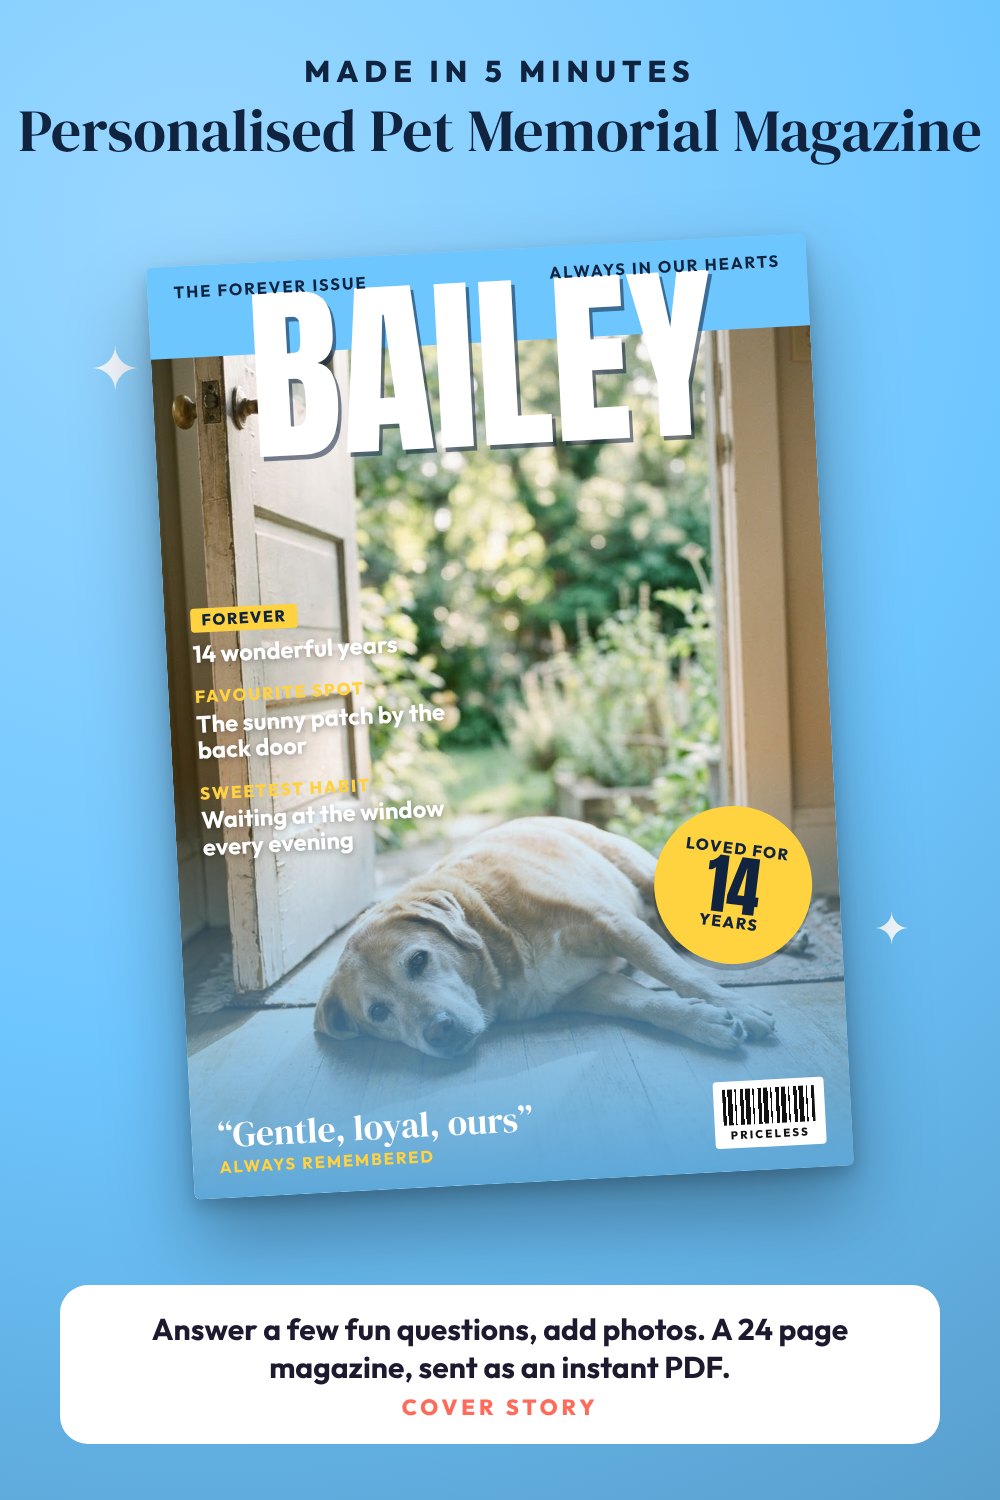 MADE IN 5 MINUTES
Personalised Pet Memorial Magazine
THE FOREVER ISSUE
ALWAYS IN OUR HEARTS
BAILEY
FOREVER
14 wonderful years
FAVOURITE SPOT
The sunny patch by the
back door
SWEETEST HABIT
Waiting at the window
every evening
LOVED FOR
14
YEARS
“Gentle, loyal, ours”
ALWAYS REMEMBERED
PRICELESS
Answer a few fun questions, add photos. A 24 page
magazine, sent as an instant PDF.
COVER STORY